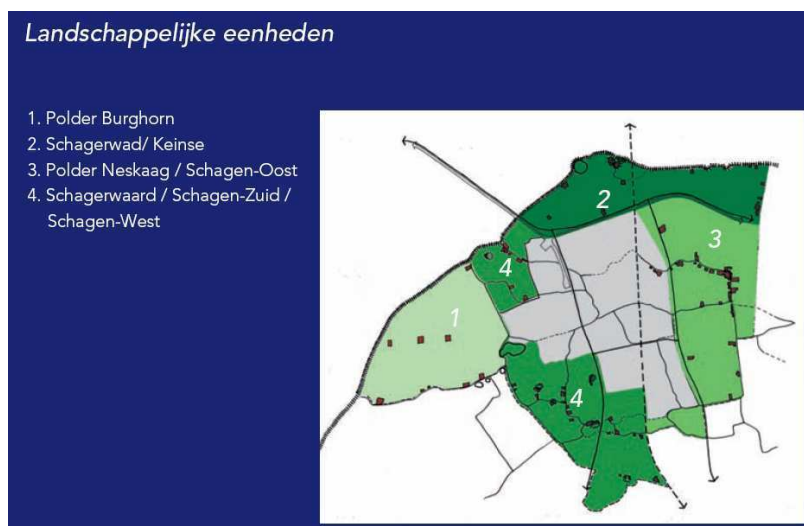 Landschappelijke eenheden
1. Polder Burghorn
2. Schagerwad/ Keinse
3. Polder Neskaag / Schagen-Oost
4. Schagerwaard / Schagen-Zuid /
Schagen-West
2
3
4
1
4